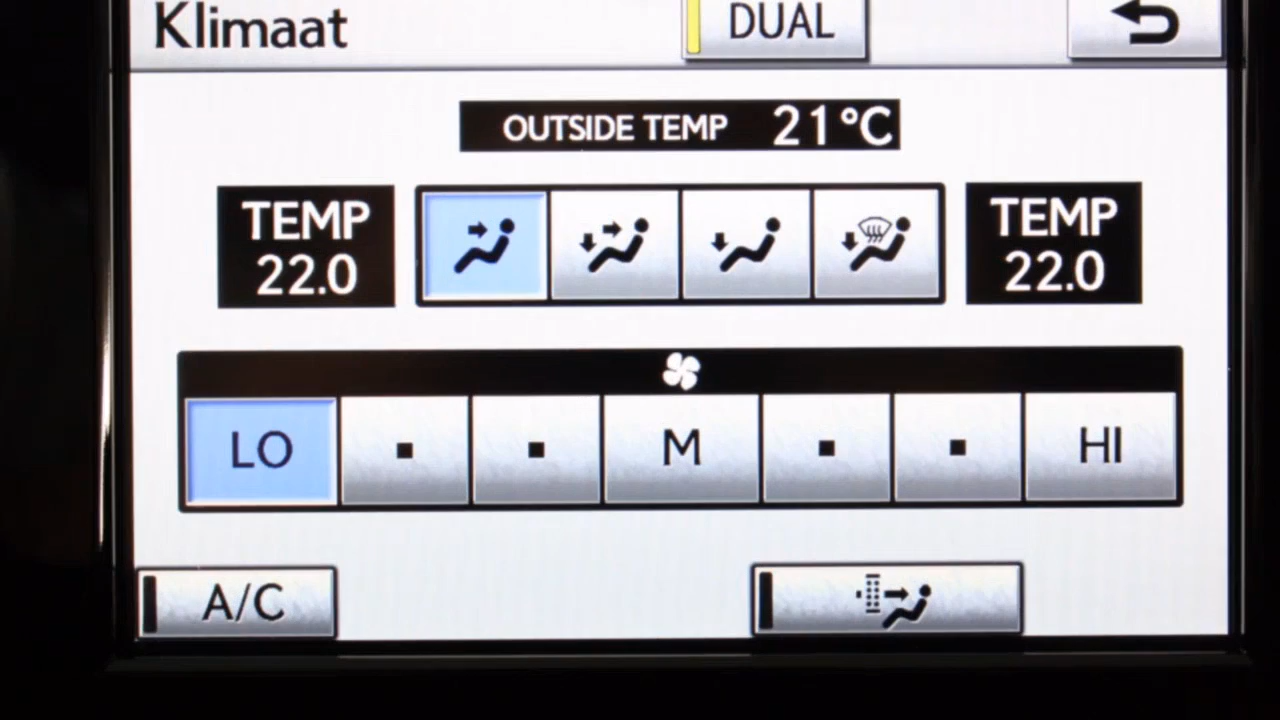 Klimaat
DUAL
OUTSIDE TEMP 21°C
TEMP
22.0
TEMP
22.0
LO
M
HI
A/C